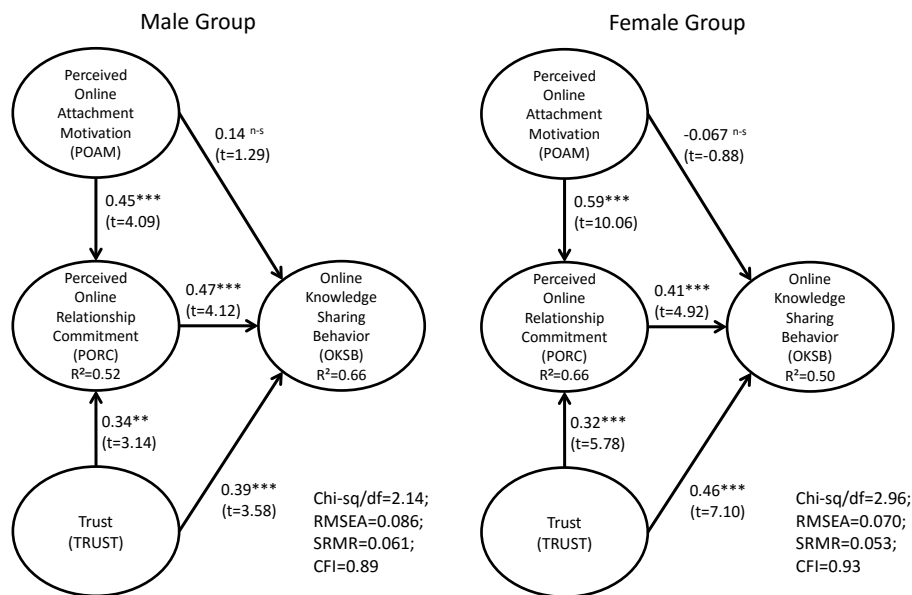 Male Group
Perceived
Online
Attachment
Motivation
(POAM)
0.14 n-s
(t=1.29)
0.45***
(t=4.09)
Perceived
Online
Relationship
Commitment
(PORC)
R²=0.52
0.47***
(t=4.12)
Online
Knowledge
Sharing
Behavior
(OKSB)
R²=0.66
0.34**
(t=3.14)
0.39***
(t=3.58)
Trust
(TRUST)
Chi-sq/df=2.14;
RMSEA=0.086;
SRMR=0.061;
CFI=0.89
Female Group
Perceived
Online
Attachment
Motivation
(POAM)
-0.067 n-s
(t=-0.88)
0.59***
(t=10.06)
Perceived
Online
Relationship
Commitment
(PORC)
R²=0.66
0.41***
(t=4.92)
Online
Knowledge
Sharing
Behavior
(OKSB)
R²=0.50
0.32***
(t=5.78)
0.46***
(t=7.10)
Trust
(TRUST)
Chi-sq/df=2.96;
RMSEA=0.070;
SRMR=0.053;
CFI=0.93